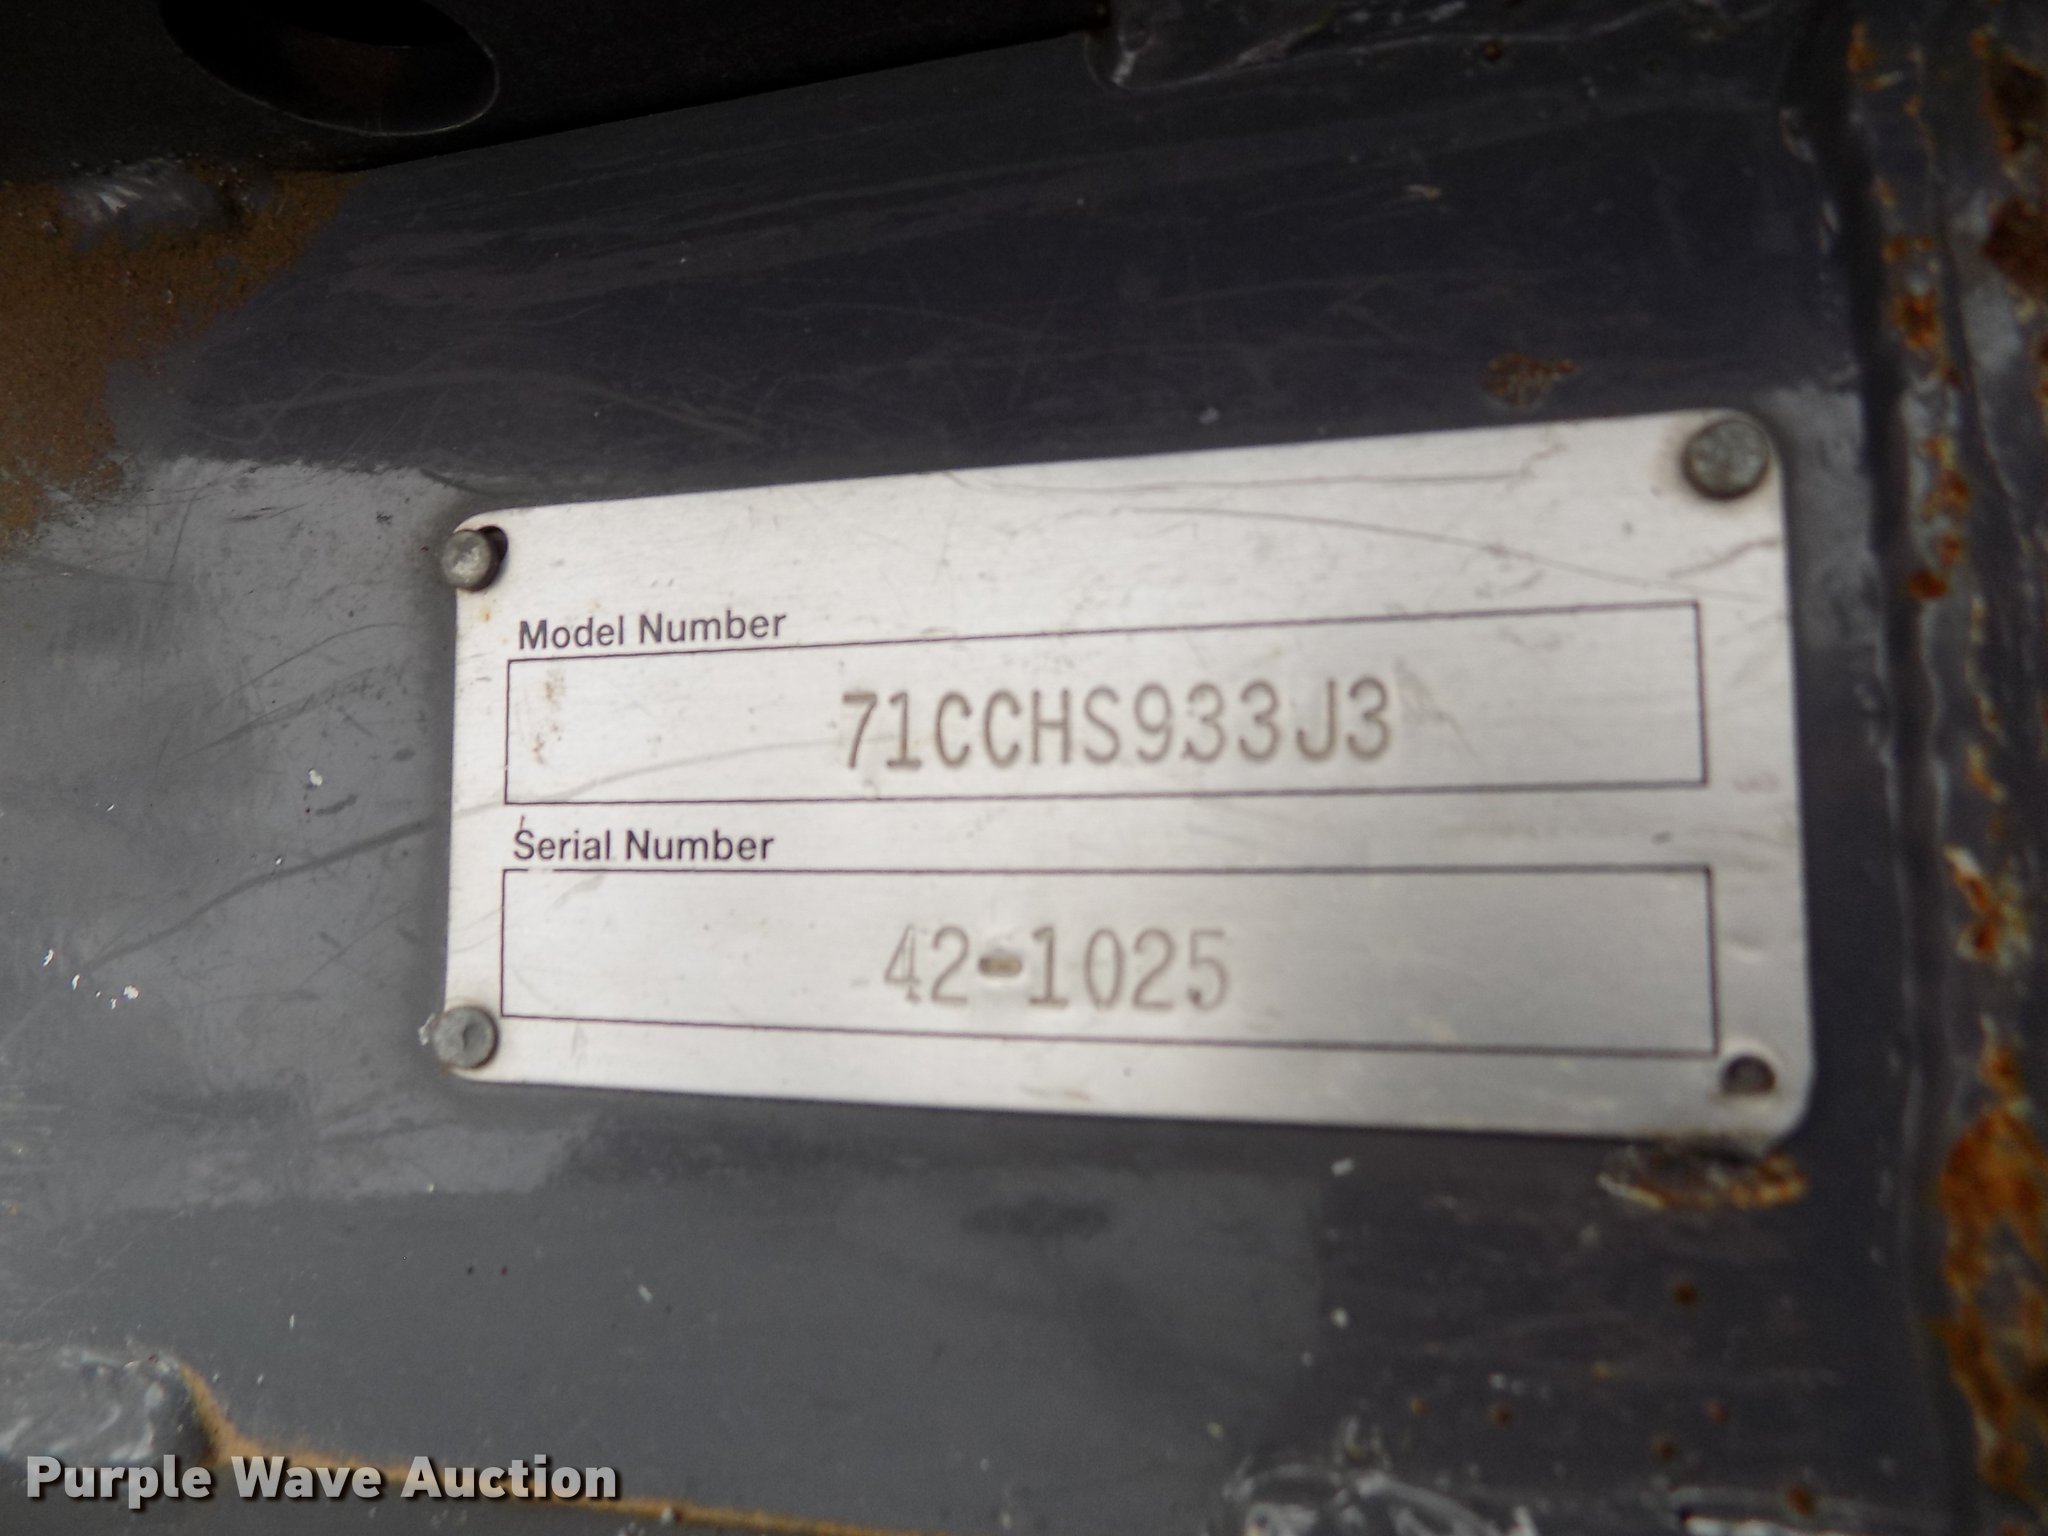 Model Number
71CCHS933J3
Serial Number
42-1025
Purple Wave Auction